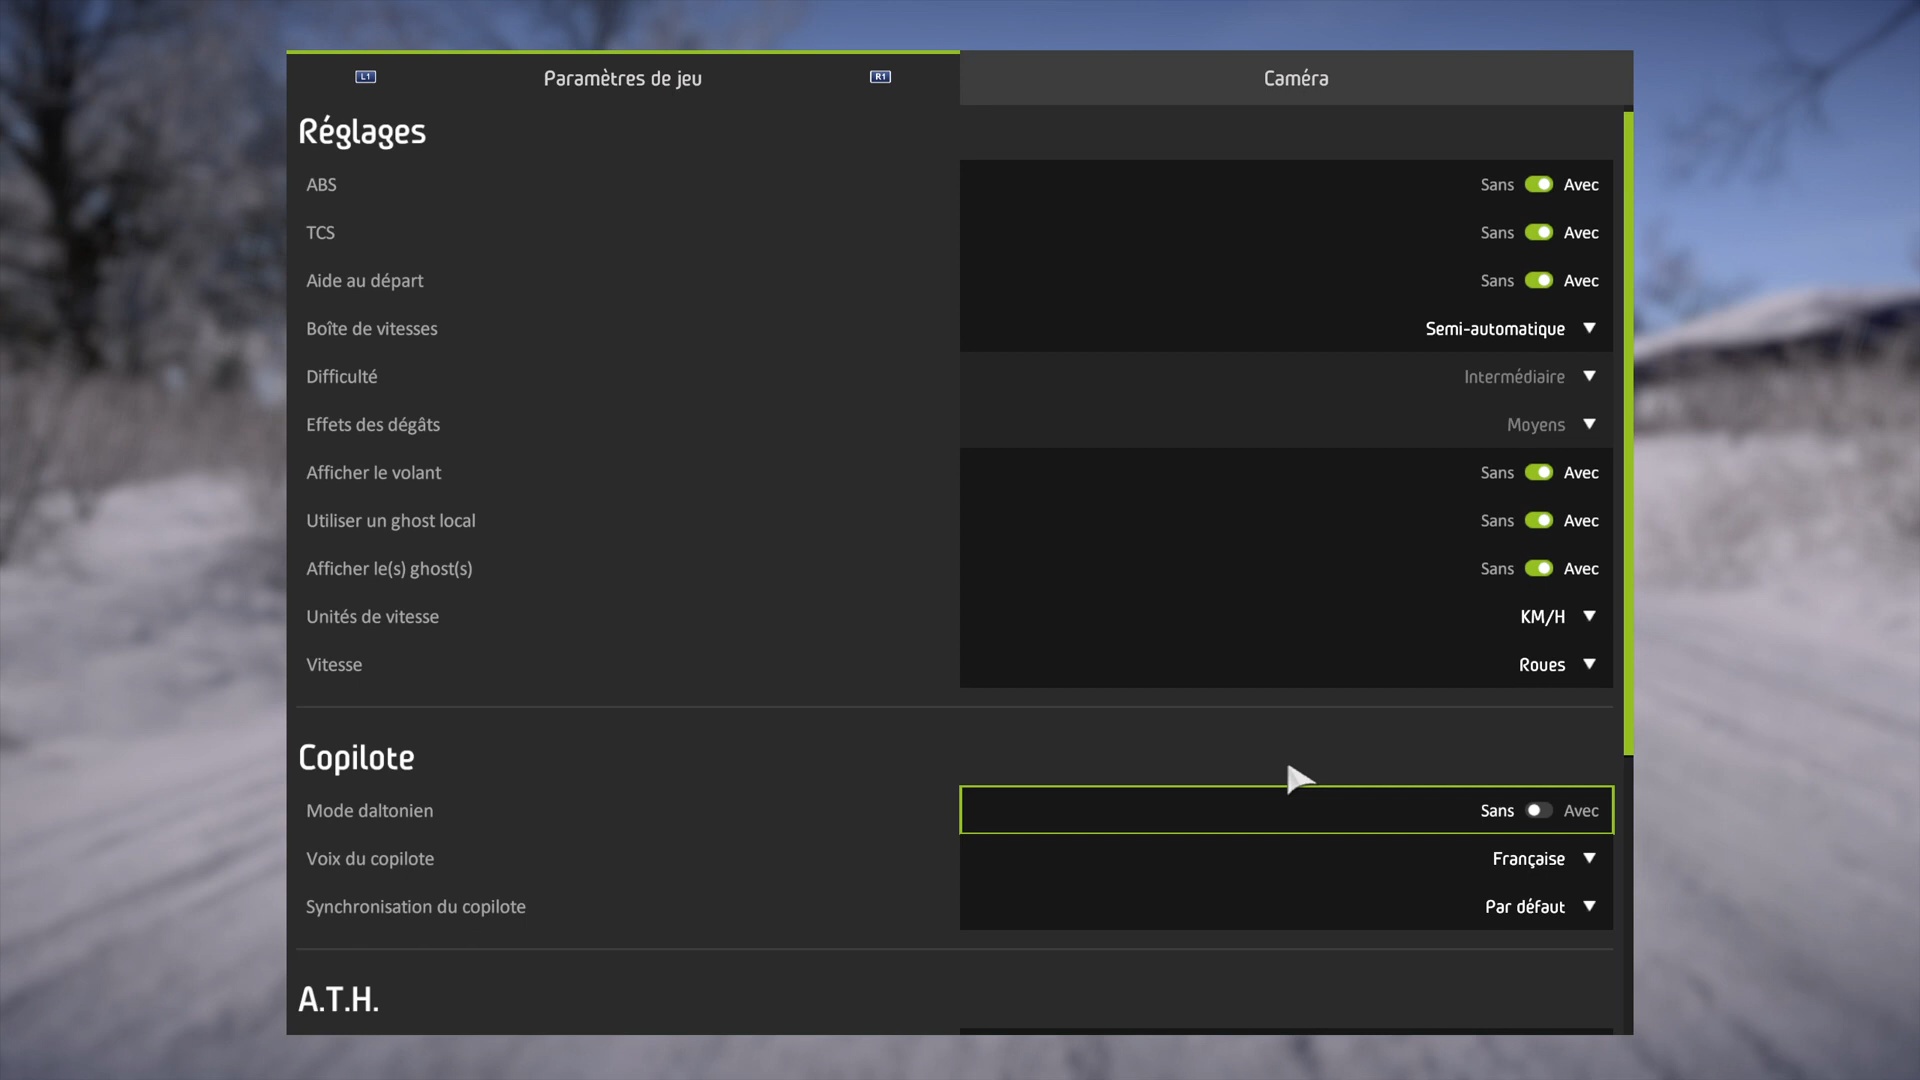 L1 Paramètres de jeu R1 Caméra
Réglages
ABS Sans Avec
TCS Sans Avec
Aide au départ Sans Avec
Boîte de vitesses Semi-automatique
Difficulté Intermédiaire
Effets des dégâts Moyens
Afficher le volant Sans Avec
Utiliser un ghost local Sans Avec
Afficher le(s) ghost(s) Sans Avec
Unités de vitesse KM/H
Vitesse Roues
Copilote
Mode daltonien Sans Avec
Voix du copilote Française
Synchronisation du copilote Par défaut
A.T.H.